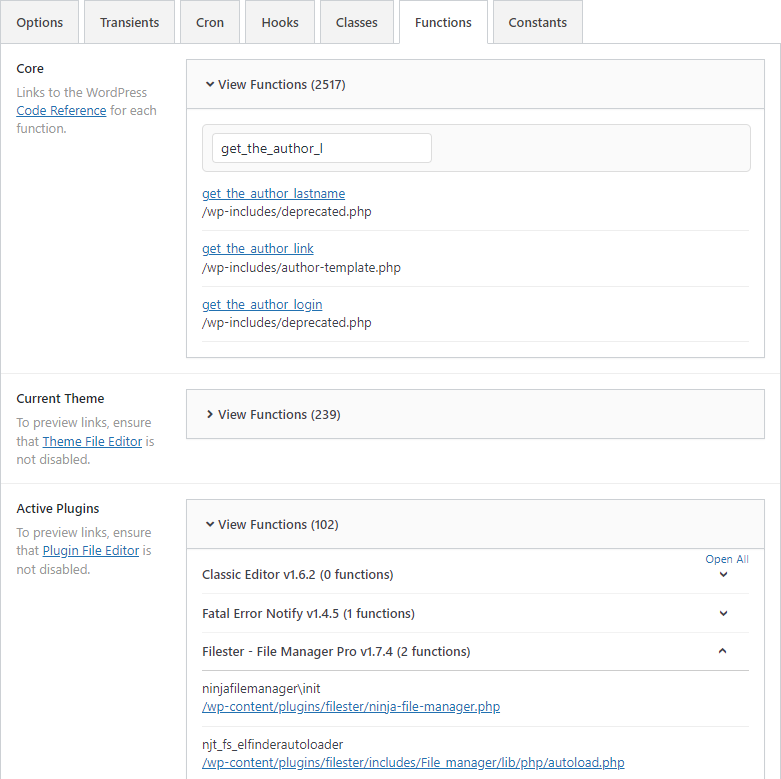 Options Transients Cron Hooks Classes Functions Constants
Core
Links to the WordPress
Code Reference for each
function.
View Functions (2517)
get_the_author_l
get_the_author_lastname
/wp-includes/deprecated.php
get_the_author_link
/wp-includes/author-template.php
get_the_author_login
/wp-includes/deprecated.php
Current Theme
To preview links, ensure
that Theme File Editor is
not disabled.
View Functions (239)
Active Plugins
To preview links, ensure
that Plugin File Editor is
not disabled.
View Functions (102)
Open All
Classic Editor v1.6.2 (0 functions)
Fatal Error Notify v1.4.5 (1 functions)
Filester - File Manager Pro v1.7.4 (2 functions)
ninjafilemanager\init
/wp-content/plugins/filester/ninja-file-manager.php
njt_fs_elfinderautoloader
/wp-content/plugins/filester/includes/File_manager/lib/php/autoload.php